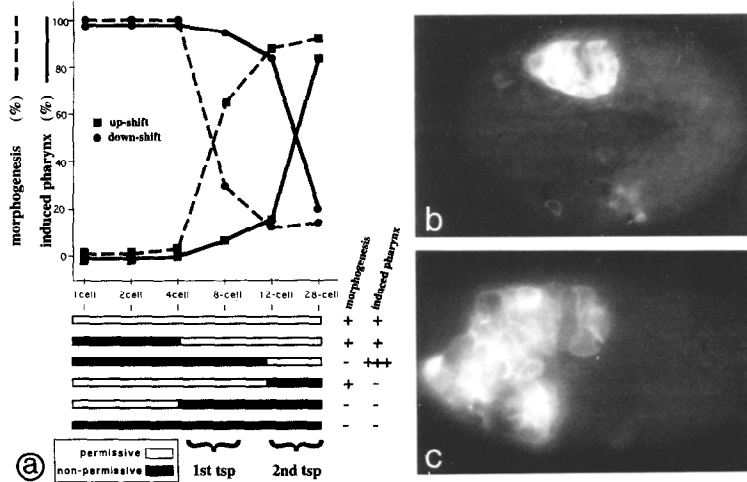 morphogenesis (%)
induced pharynx (%)
100
80
60
40
20
0
up-shift
down-shift
1cell 2cell 4cell 8-cell 12-cell 28-cell
morphogenesis
induced pharynx
+ +
+ +
- +++
+ -
- -
- -
permissive
non-permissive
1st tsp 2nd tsp
a
b
c